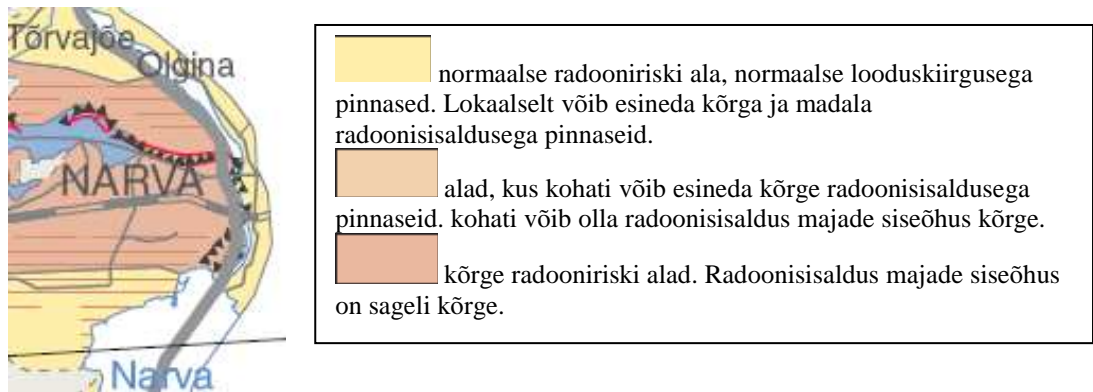 Tõrvajõe
Olgina
NARVA
Narva
normaalse radooniriski ala, normaalse looduskiirgusega
pinnased. Lokaalselt võib esineda kõrga ja madala
radoonisisaldusega pinnaseid.
alad, kus kohati võib esineda kõrge radoonisisaldusega
pinnaseid. kohati võib olla radoonisisaldus majade siseõhus kõrge.
kõrge radooniriski alad. Radoonisisaldus majade siseõhus
on sageli kõrge.